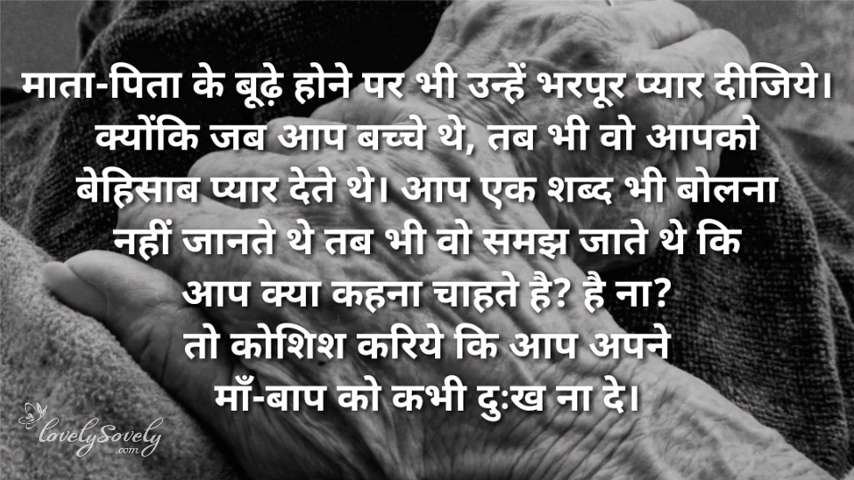 माता-पिता के बूढ़े होने पर भी उन्हें भरपूर प्यार दीजिये।
क्योंकि जब आप बच्चे थे, तब भी वो आपको
बेहिसाब प्यार देते थे। आप एक शब्द भी बोलना
नहीं जानते थे तब भी वो समझ जाते थे कि
आप क्या कहना चाहते है? है ना?
तो कोशिश करिये कि आप अपने
माँ-बाप को कभी दुःख ना दे।
lovelySovely
.com